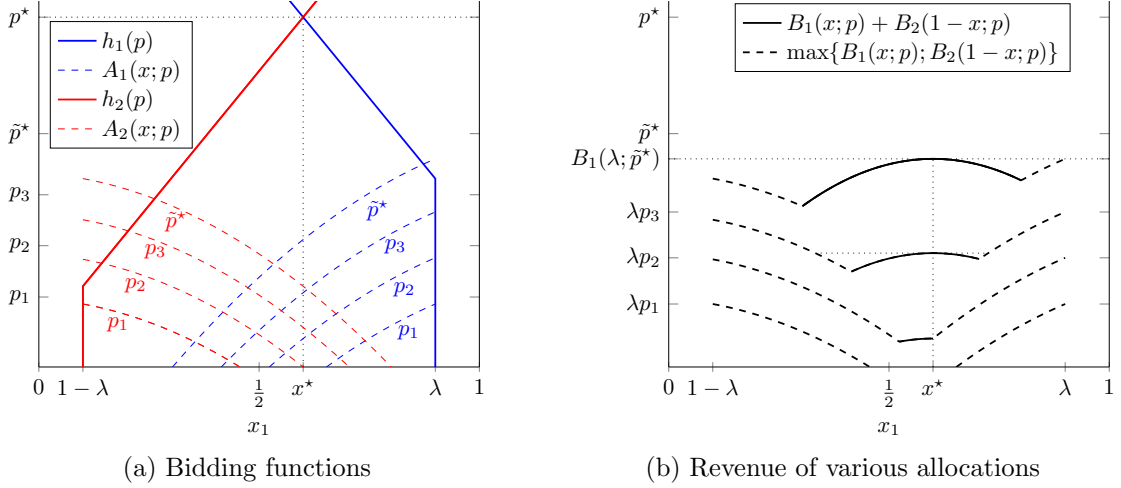 p⋆
h₁(p)
A₁(x; p)
h₂(p)
A₂(x; p)
p̃⋆
p₃
p₂
p₁
p̃⋆
p₃
p₂
p₁
p̃⋆
p₃
p₂
p₁
0
1 − λ
1/2
x⋆
λ
1
x₁
(a) Bidding functions
p⋆
B₁(x; p) + B₂(1 − x; p)
max{B₁(x; p); B₂(1 − x; p)}
p̃⋆
B₁(λ; p̃⋆)
λp₃
λp₂
λp₁
0
1 − λ
1/2
x⋆
λ
1
x₁
(b) Revenue of various allocations